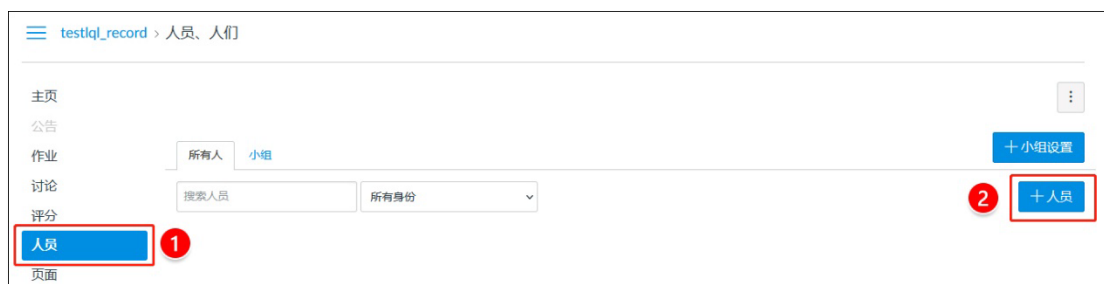 testlql_record › 人员、人们
主页
公告
作业
所有人 小组
＋小组设置
讨论
搜索人员 所有身份
2 ＋人员
评分
人员 1
页面